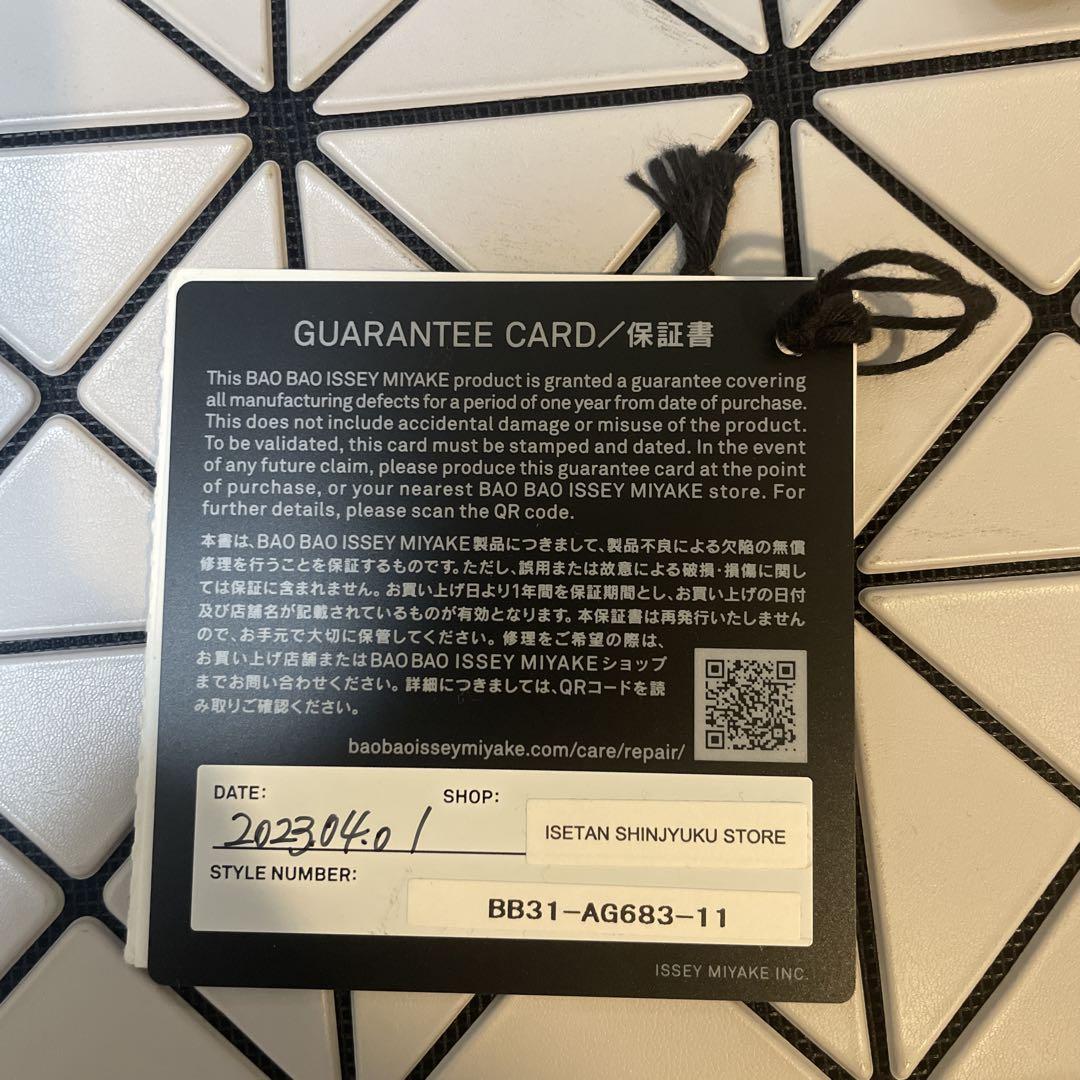 GUARANTEE CARD／保証書
This BAO BAO ISSEY MIYAKE product is granted a guarantee covering
all manufacturing defects for a period of one year from date of purchase.
This does not include accidental damage or misuse of the product.
To be validated, this card must be stamped and dated. In the event
of any future claim, please produce this guarantee card at the point
of purchase, or your nearest BAO BAO ISSEY MIYAKE store. For
further details, please scan the QR code.
本書は、BAO BAO ISSEY MIYAKE製品につきまして、製品不良による欠陥の無償
修理を行うことを保証するものです。ただし、誤用または故意による破損・損傷に関し
ては保証に含まれません。お買い上げ日より1年間を保証期間とし、お買い上げの日付
及び店舗名が記載されているものが有効となります。本保証書は再発行いたしません
ので、お手元で大切に保管してください。修理をご希望の際は、
お買い上げ店舗またはBAO BAO ISSEY MIYAKEショップ
までお問い合わせください。詳細につきましては、QRコードを読
み取りご確認ください。
baobaoisseymiyake.com/care/repair/
DATE: SHOP:
2023.04.01 ISETAN SHINJYUKU STORE
STYLE NUMBER:
BB31-AG683-11
ISSEY MIYAKE INC.